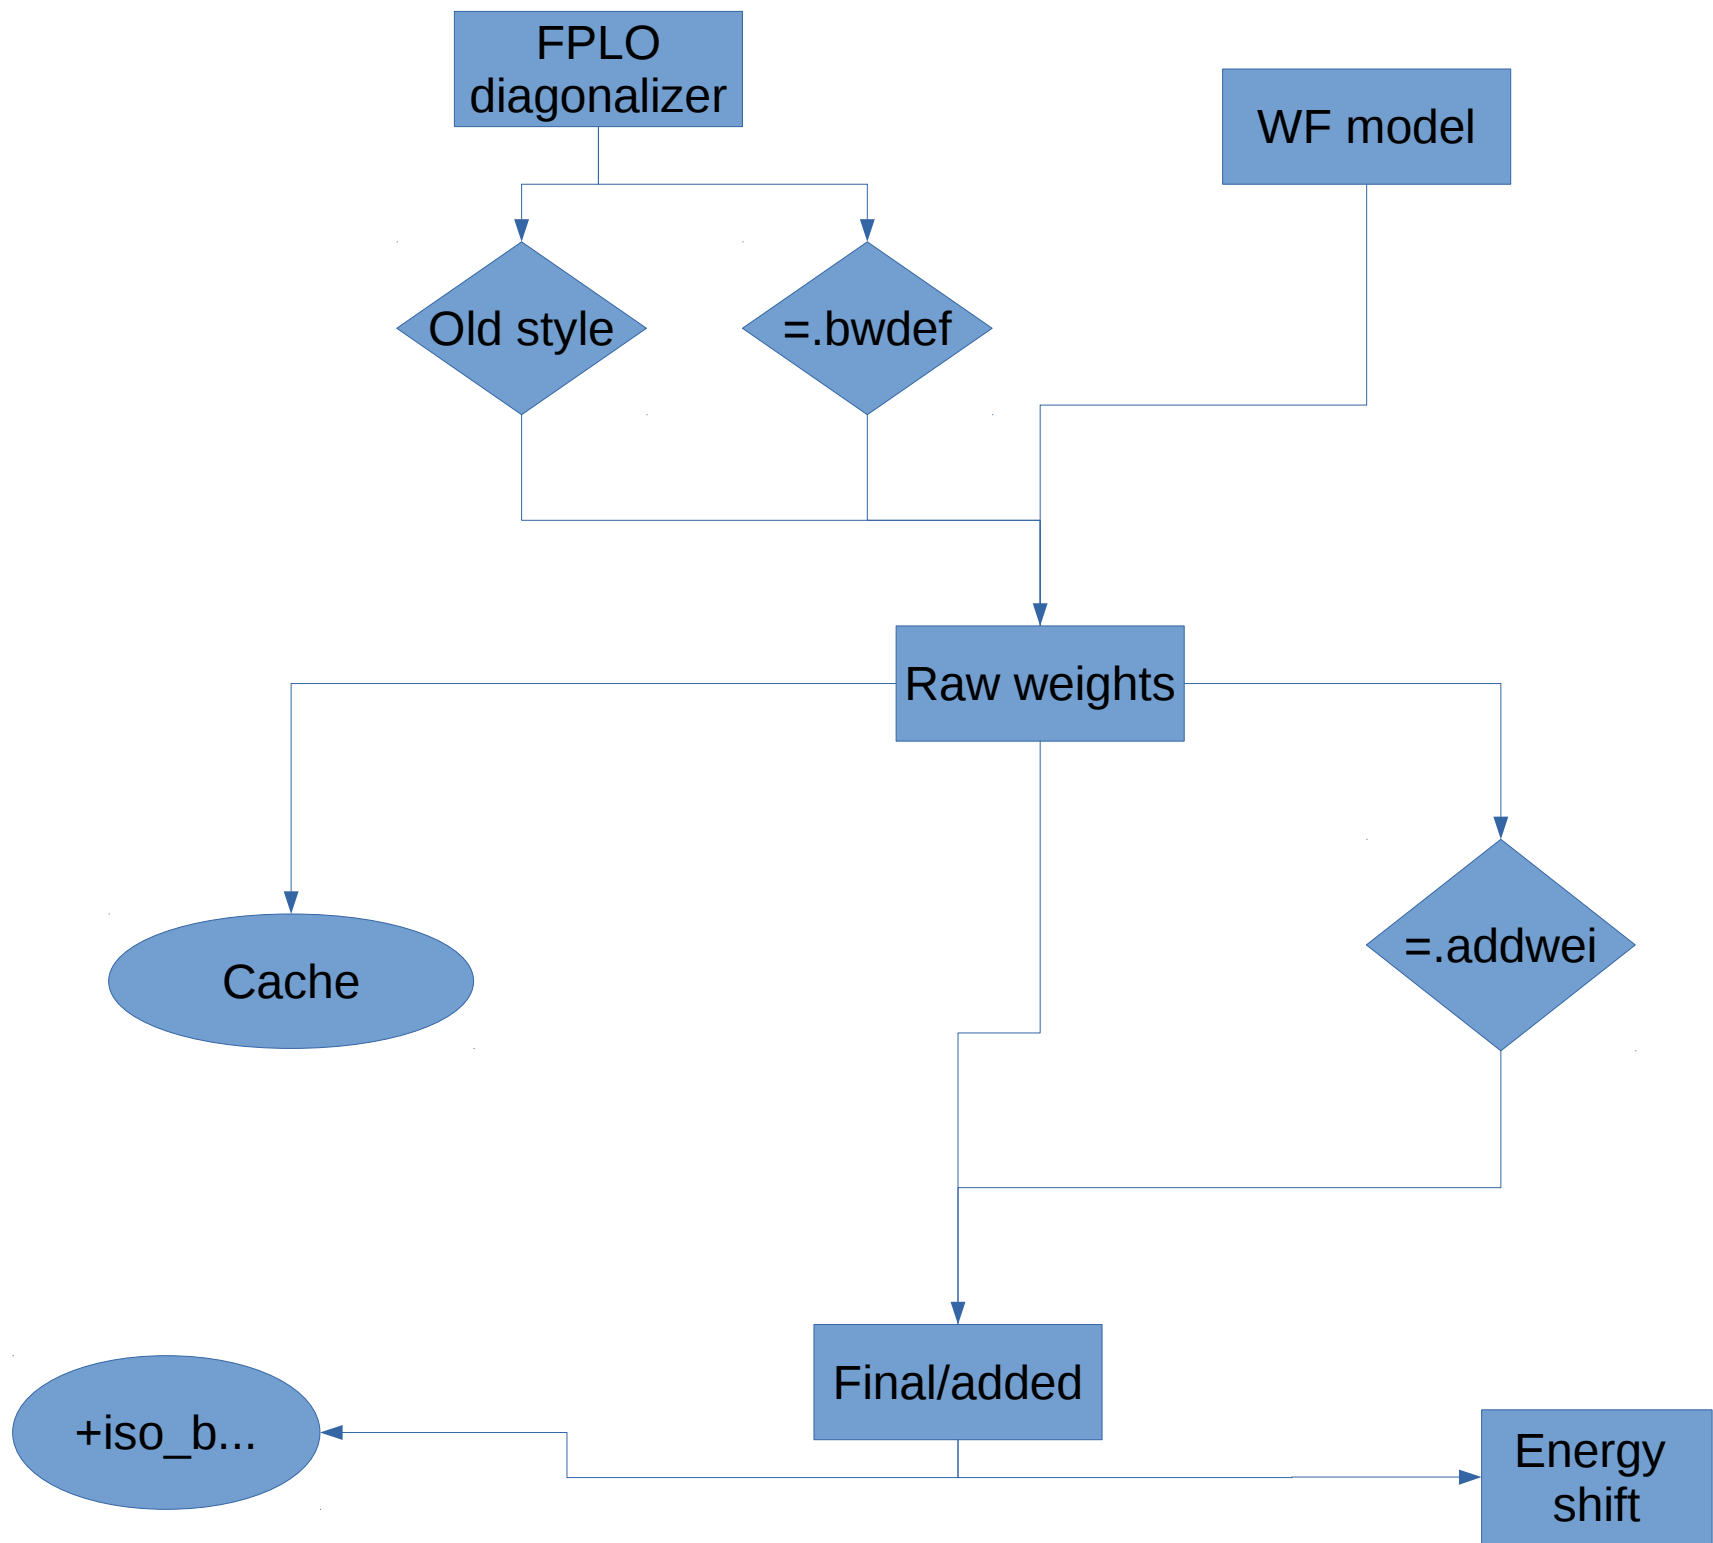 FPLO
diagonalizer
WF model
Old style
=.bwdef
Raw weights
=.addwei
Cache
Final/added
+iso_b...
Energy
shift